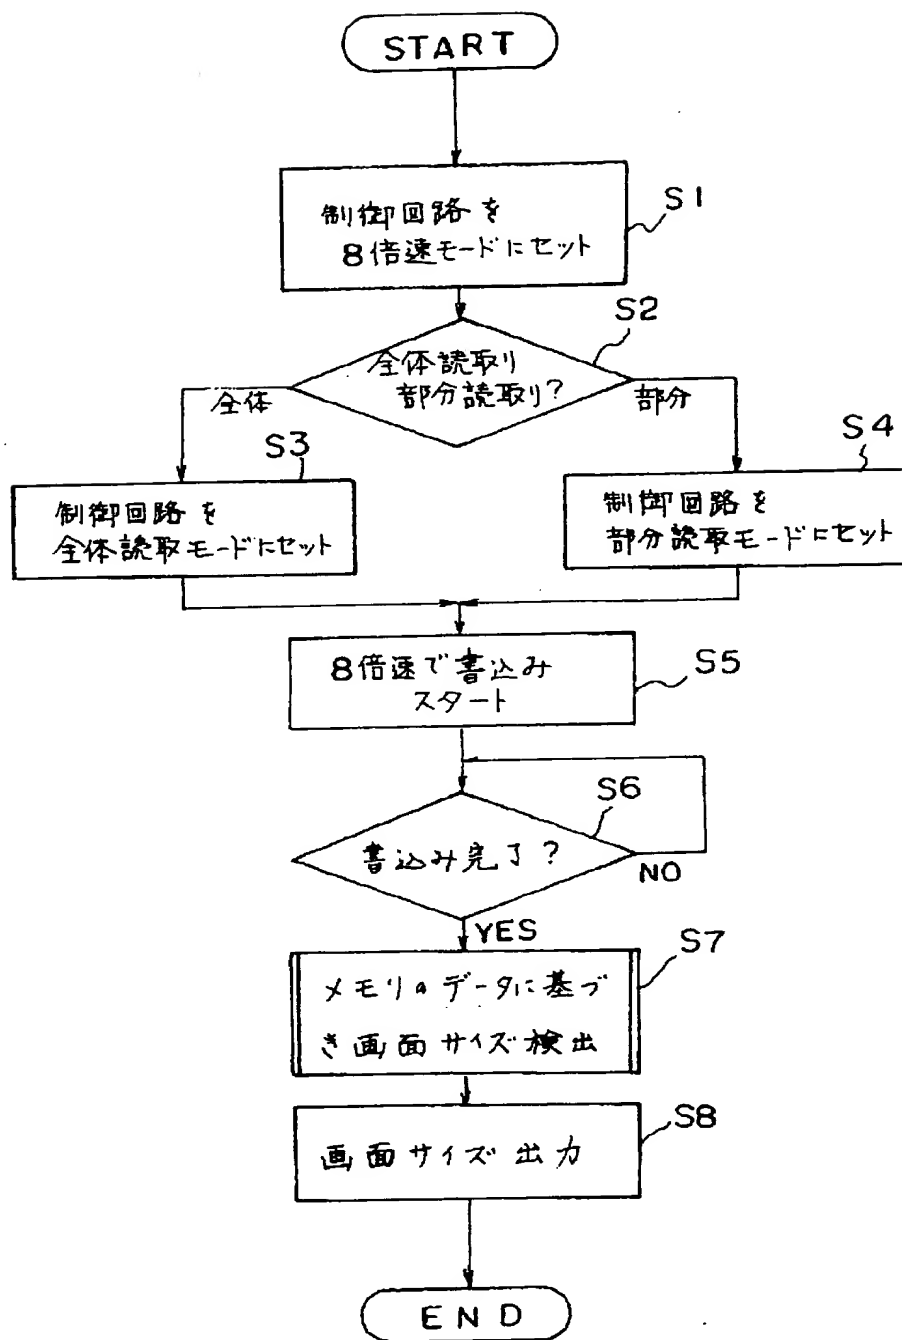 START
制御回路を
8倍速モードにセット
S1
S2
全体読取り
部分読取り?
全体
部分
S3
S4
制御回路を
全体読取モードにセット
制御回路を
部分読取モードにセット
8倍速で書込み
スタート
S5
S6
書込み完了?
NO
YES
S7
メモリのデータに基づ
き画面サイズ検出
S8
画面サイズ出力
END